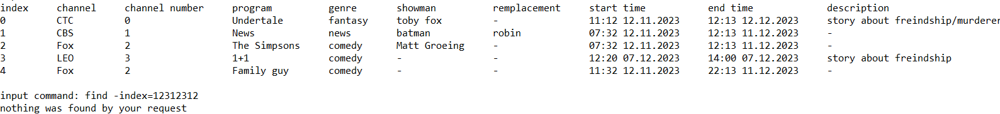 index channel channel number program genre showman remplacement start time end time description
0 CTC 0 Undertale fantasy toby fox - 11:12 12.11.2023 12:13 12.12.2023 story about freindship/murderer
1 CBS 1 News news batman robin 07:32 12.11.2023 12:13 11.12.2023 -
2 Fox 2 The Simpsons comedy Matt Groeing - 07:32 12.11.2023 12:13 11.12.2023 -
3 LEO 3 1+1 comedy - - 12:20 07.12.2023 14:00 07.12.2023 story about freindship
4 Fox 2 Family guy comedy - - 11:32 12.11.2023 22:13 11.12.2023 -
input command: find -index=12312312
nothing was found by your request